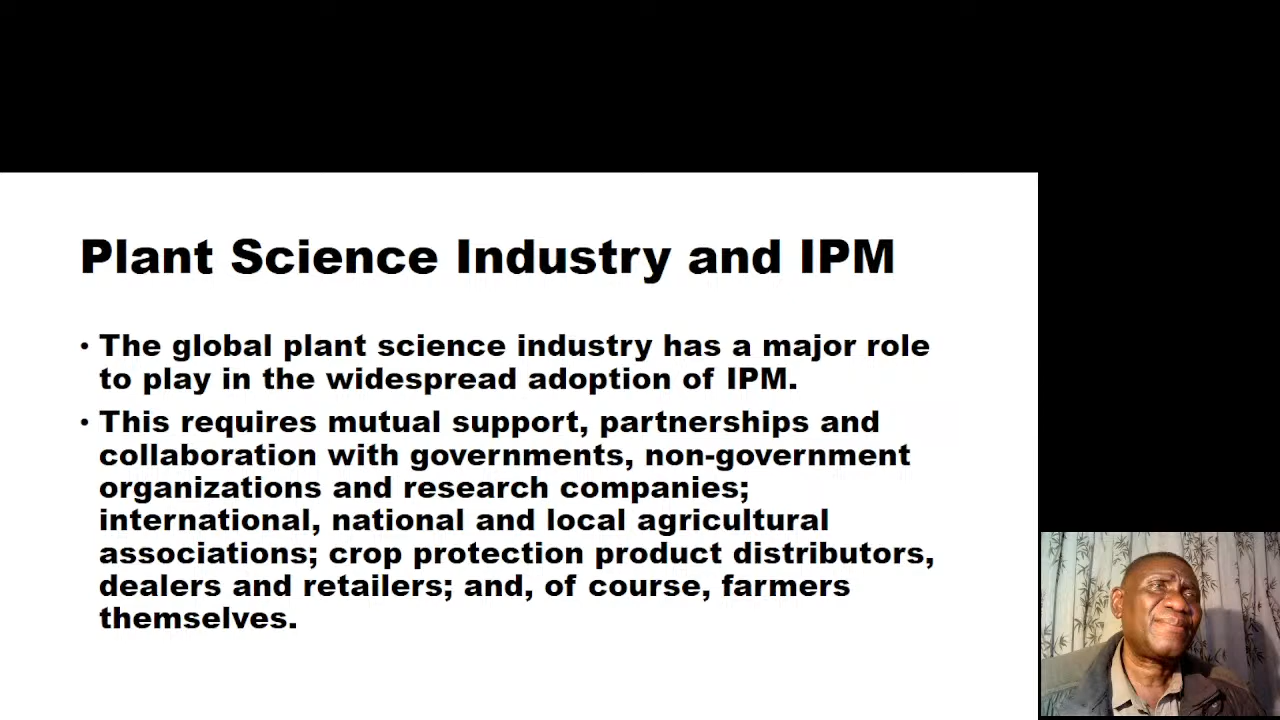 Plant Science Industry and IPM
• The global plant science industry has a major role
to play in the widespread adoption of IPM.
• This requires mutual support, partnerships and
collaboration with governments, non-government
organizations and research companies;
international, national and local agricultural
associations; crop protection product distributors,
dealers and retailers; and, of course, farmers
themselves.